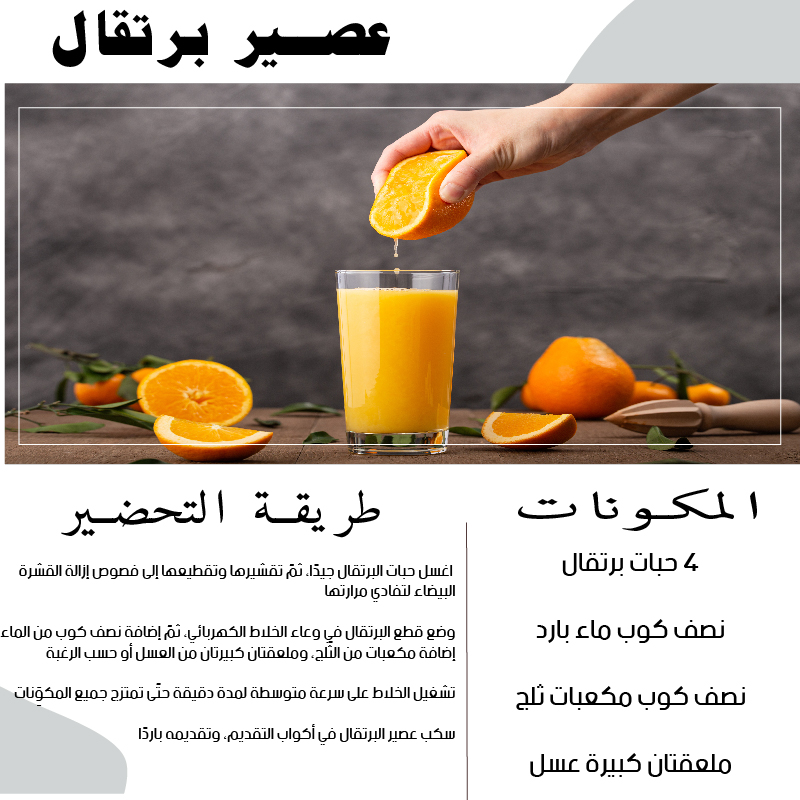 عصير برتقال
المكونات
4 حبات برتقال
نصف كوب ماء بارد
نصف كوب مكعبات ثلج
ملعقتان كبيرة عسل
طريقة التحضير
اغسل حبات البرتقال جيدًا، ثمّ تقشيرها وتقطيعها إلى فصوص إزالة القشرة
البيضاء لتفادي مرارتها
وضع قطع البرتقال في وعاء الخلاط الكهربائي، ثمّ إضافة نصف كوب من الماء
إضافة مكعبات من الثّلج، وملعقتان كبيرتان من العسل أو حسب الرغبة
تشغيل الخلاط على سرعة متوسطة لمدة دقيقة حتّى تمتزج جميع المكوّنات
سكب عصير البرتقال في أكواب التقديم، وتقديمه باردًا